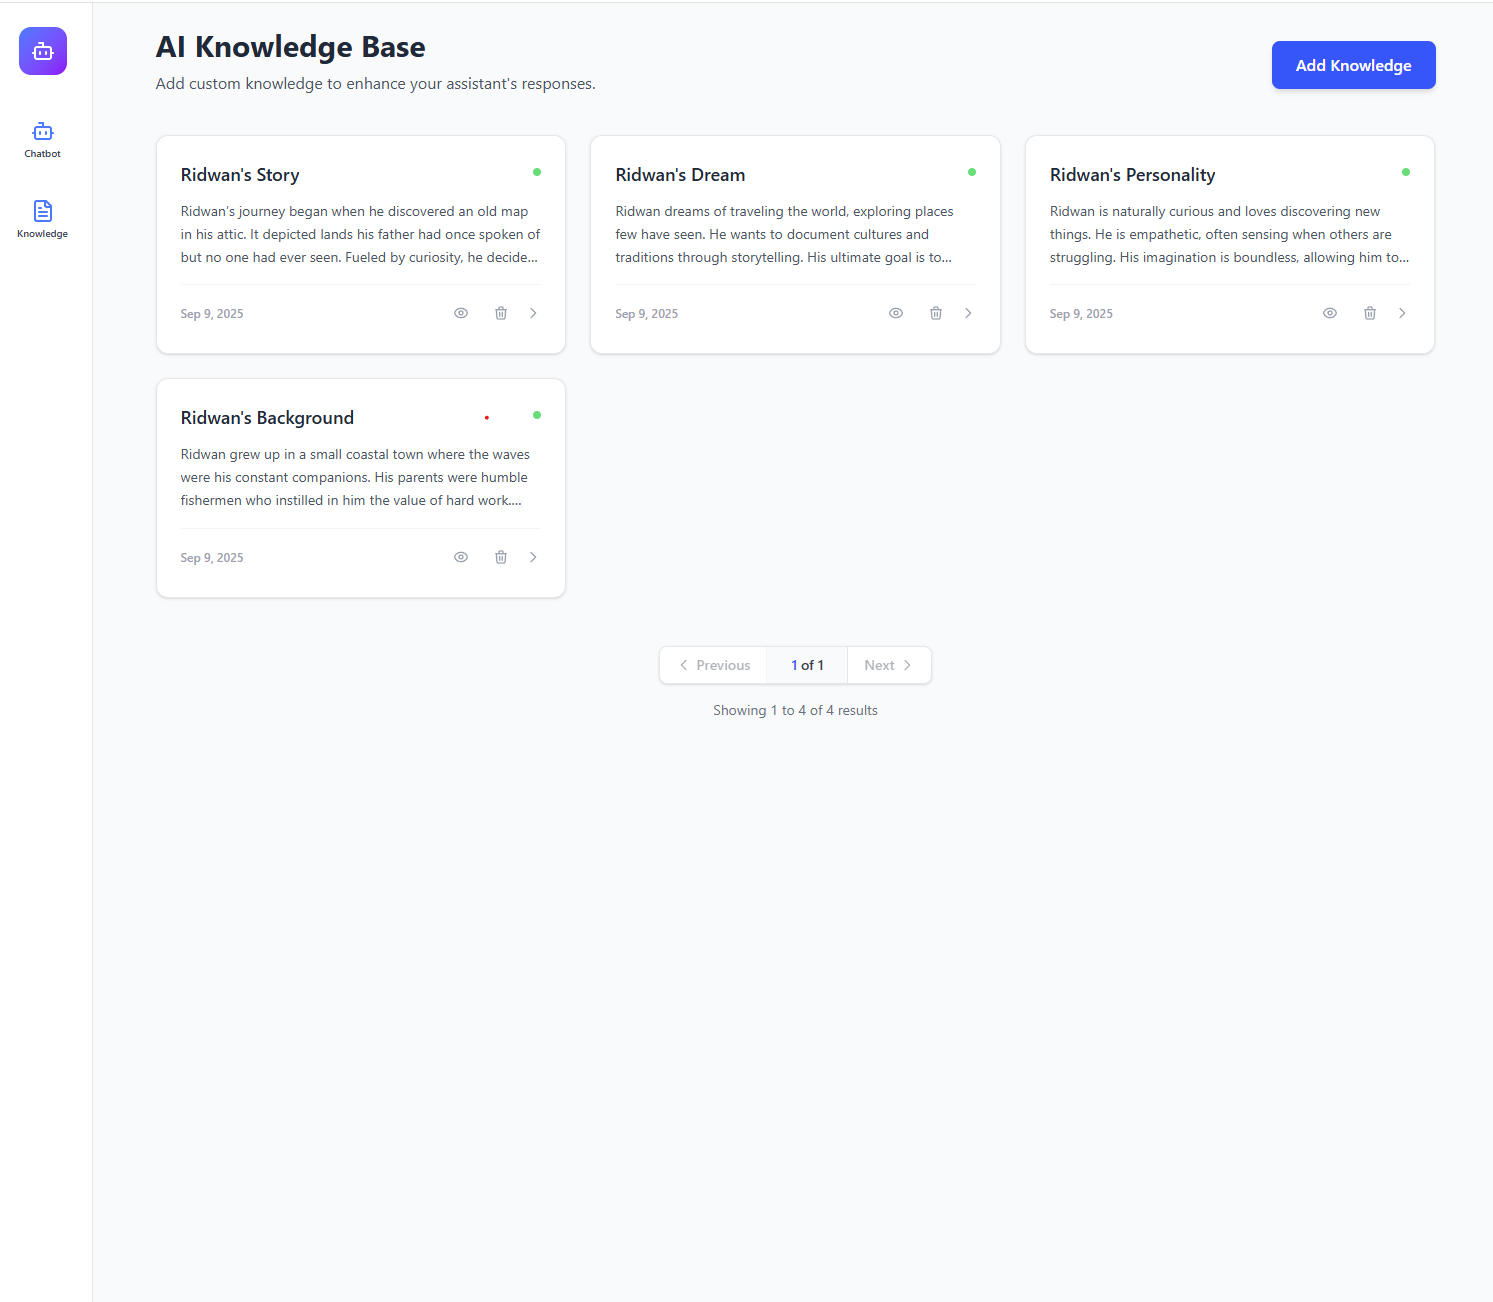 AI Knowledge Base
Add custom knowledge to enhance your assistant's responses.
Add Knowledge
Chatbot
Knowledge
Ridwan's Story
Ridwan's journey began when he discovered an old map
in his attic. It depicted lands his father had once spoken of
but no one had ever seen. Fueled by curiosity, he decide...
Sep 9, 2025
Ridwan's Dream
Ridwan dreams of traveling the world, exploring places
few have seen. He wants to document cultures and
traditions through storytelling. His ultimate goal is to...
Sep 9, 2025
Ridwan's Personality
Ridwan is naturally curious and loves discovering new
things. He is empathetic, often sensing when others are
struggling. His imagination is boundless, allowing him to...
Sep 9, 2025
Ridwan's Background
Ridwan grew up in a small coastal town where the waves
were his constant companions. His parents were humble
fishermen who instilled in him the value of hard work....
Sep 9, 2025
Previous
1 of 1
Next
Showing 1 to 4 of 4 results